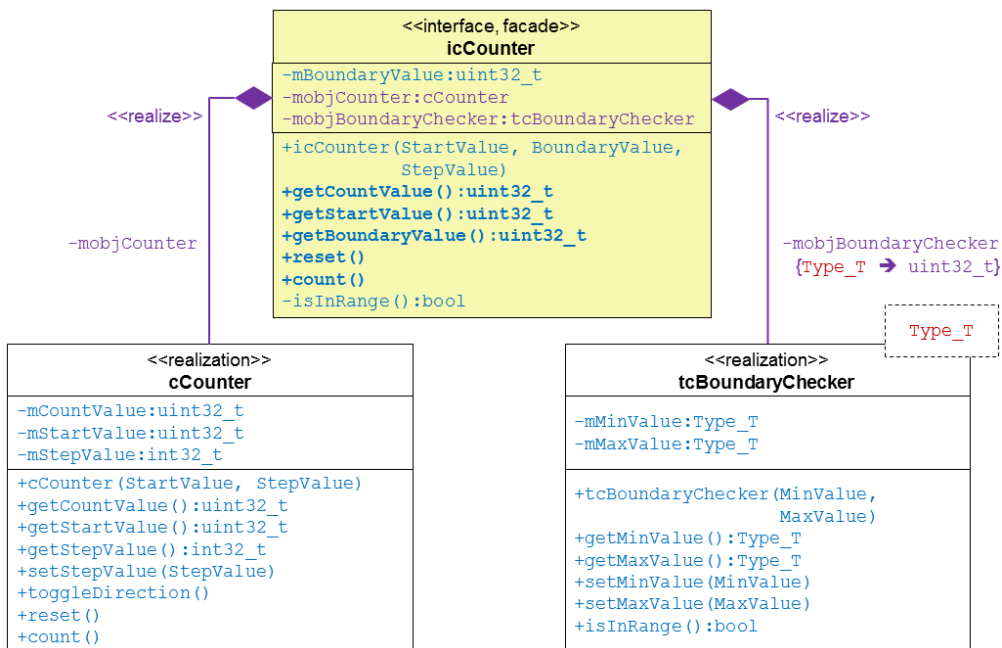 <<interface, facade>>
icCounter
-mBoundaryValue:uint32_t
-mobjCounter:cCounter
-mobjBoundaryChecker:tcBoundaryChecker
+icCounter(StartValue, BoundaryValue,
StepValue)
+getCountValue():uint32_t
+getStartValue():uint32_t
+getBoundaryValue():uint32_t
+reset()
+count()
-isInRange():bool
<<realize>>
<<realize>>
-mobjCounter
-mobjBoundaryChecker
{Type_T ➔ uint32_t}
<<realization>>
cCounter
-mCountValue:uint32_t
-mStartValue:uint32_t
-mStepValue:int32_t
+cCounter(StartValue, StepValue)
+getCountValue():uint32_t
+getStartValue():uint32_t
+getStepValue():int32_t
+setStepValue(StepValue)
+toggleDirection()
+reset()
+count()
Type_T
<<realization>>
tcBoundaryChecker
-mMinValue:Type_T
-mMaxValue:Type_T
+tcBoundaryChecker(MinValue,
MaxValue)
+getMinValue():Type_T
+getMaxValue():Type_T
+setMinValue(MinValue)
+setMaxValue(MaxValue)
+isInRange():bool